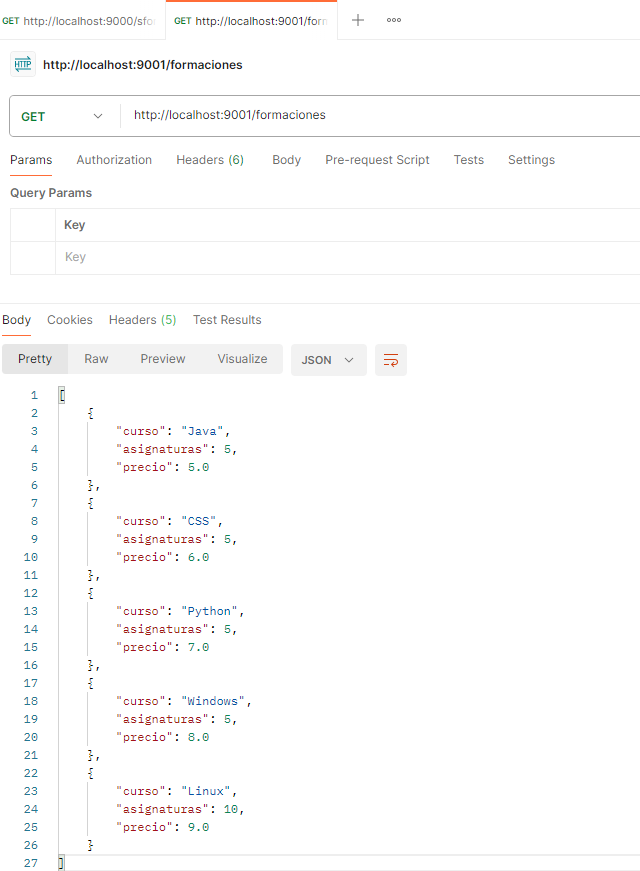 GET http://localhost:9000/sfo
GET http://localhost:9001/forn
HTTP http://localhost:9001/formaciones
GET http://localhost:9001/formaciones
Params Authorization Headers (6) Body Pre-request Script Tests Settings
Query Params
Key
Key
Body Cookies Headers (5) Test Results
Pretty Raw Preview Visualize JSON
1 [
2 {
3 "curso": "Java",
4 "asignaturas": 5,
5 "precio": 5.0
6 },
7 {
8 "curso": "CSS",
9 "asignaturas": 5,
10 "precio": 6.0
11 },
12 {
13 "curso": "Python",
14 "asignaturas": 5,
15 "precio": 7.0
16 },
17 {
18 "curso": "Windows",
19 "asignaturas": 5,
20 "precio": 8.0
21 },
22 {
23 "curso": "Linux",
24 "asignaturas": 10,
25 "precio": 9.0
26 }
27 ]